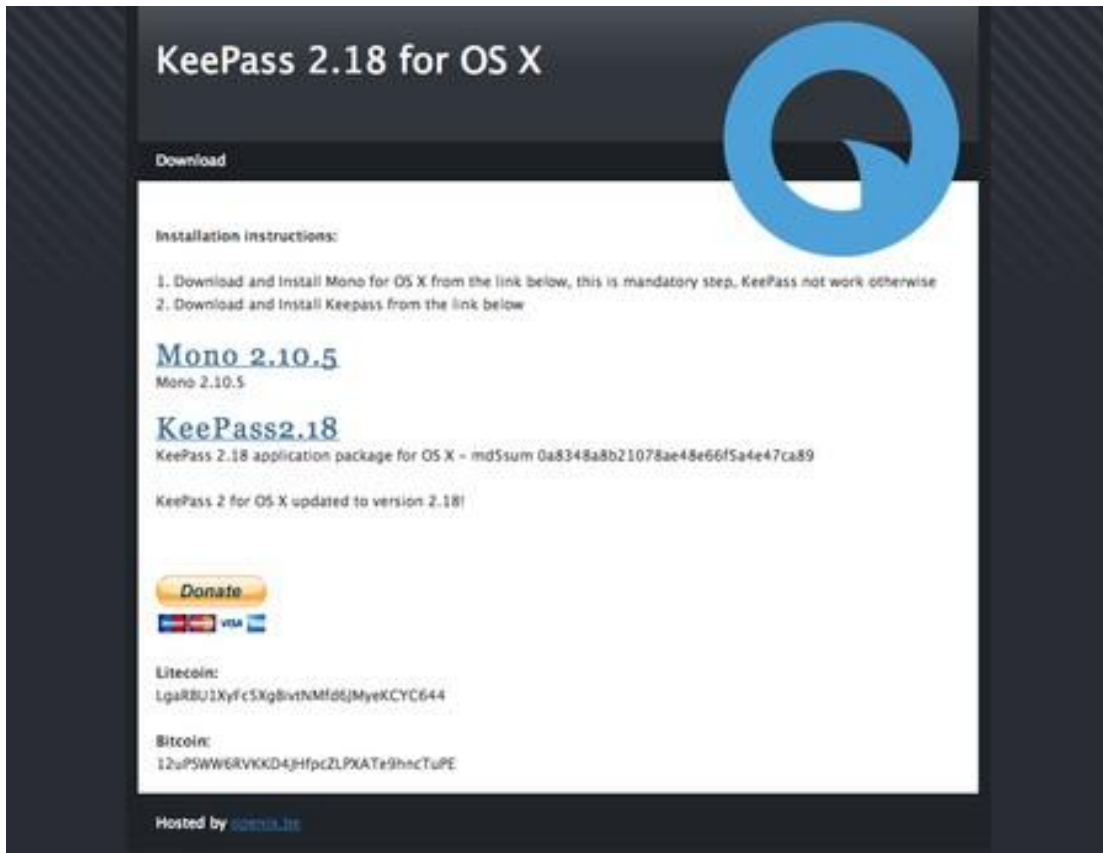 KeePass 2.18 for OS X
Download
Installation instructions:
1. Download and Install Mono for OS X from the link below, this is mandatory step, KeePass not work otherwise
2. Download and Install Keepass from the link below
Mono 2.10.5
Mono 2.10.5
KeePass2.18
KeePass 2.18 application package for OS X – md5sum 0a8348a8b21078ae48e66f5a4e47ca89
KeePass 2 for OS X updated to version 2.18!
Donate
VISA
Litecoin:
Bitcoin:
Hosted by